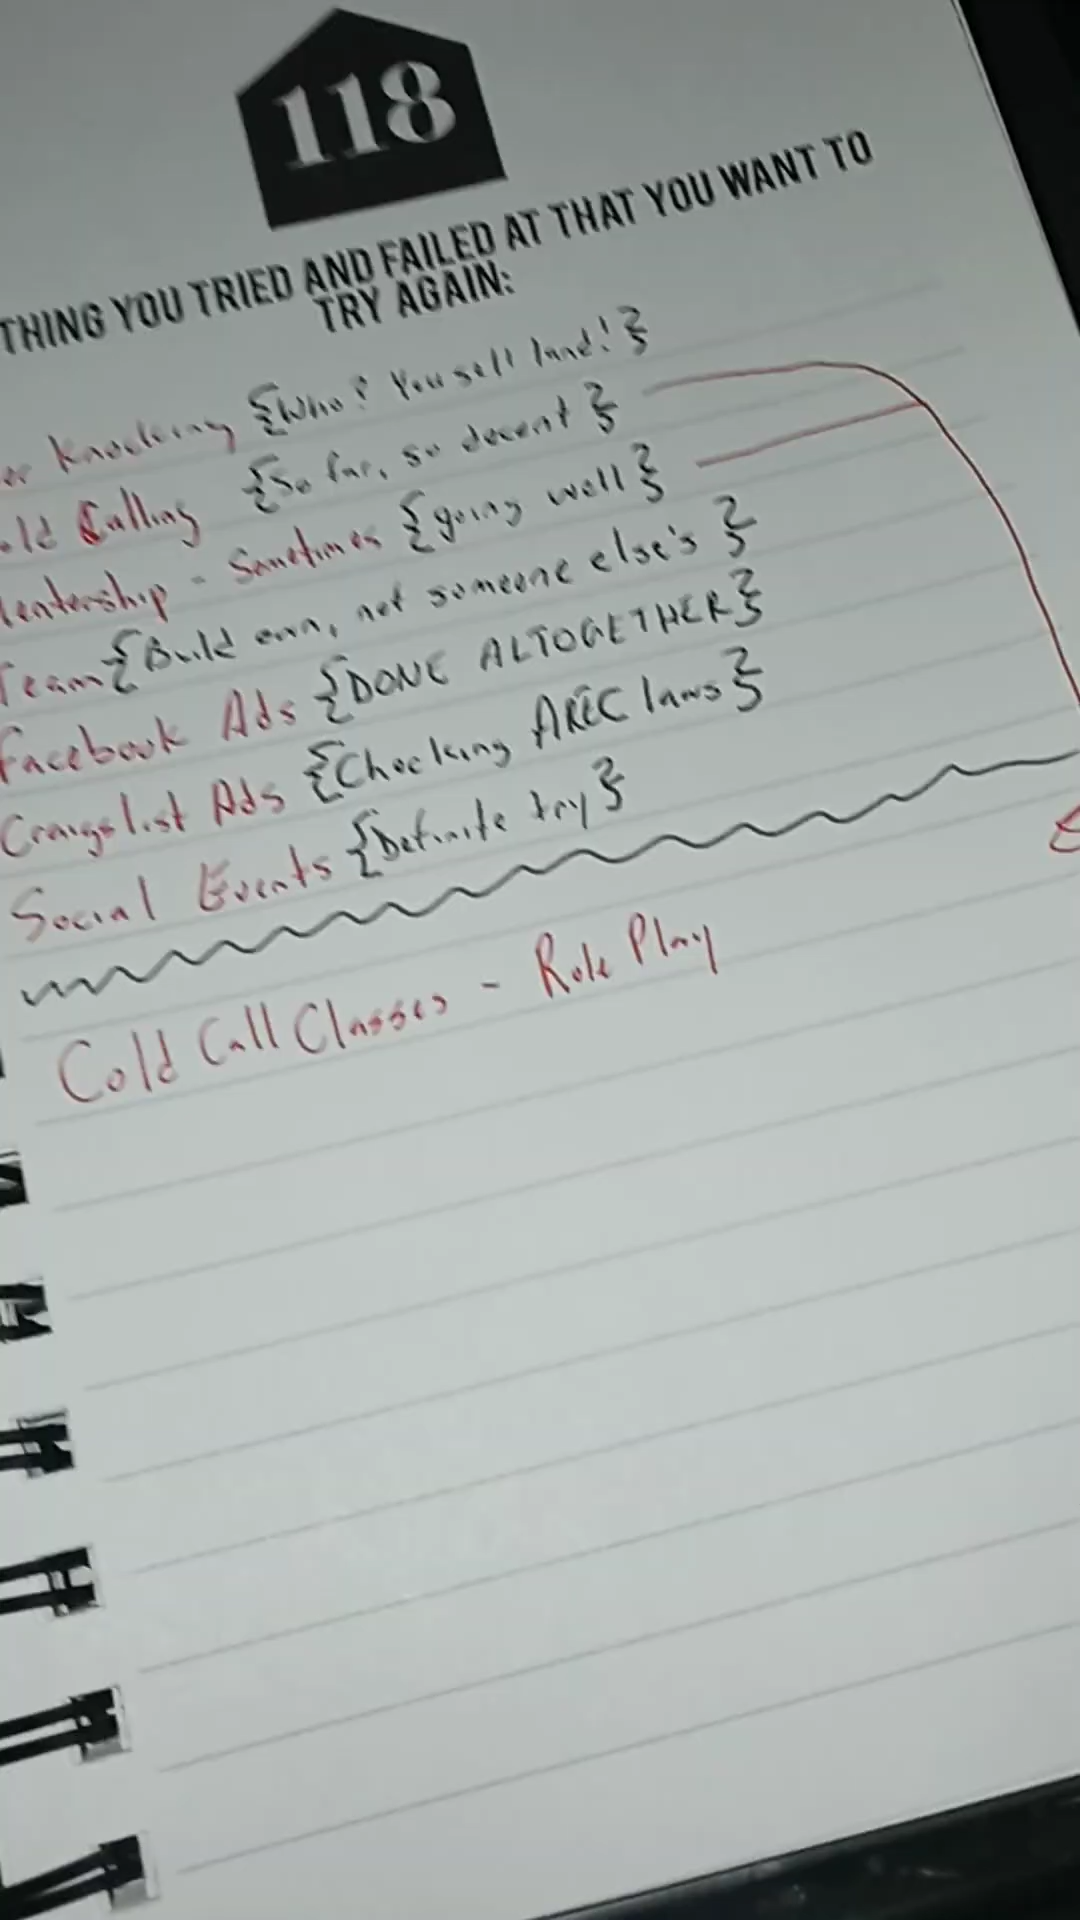 118
THING YOU TRIED AND FAILED AT THAT YOU WANT TO
TRY AGAIN:
Knocking {Who? You sell land!}
old Calling {So far, so decent}
entership - Sometimes {going well}
Team {Build own, not someone else's}
Facebook Ads {DONE ALTOGETHER}
Craigslist Ads {Checking AREC laws}
Social Events {Definite try}
Cold Call Classes - Role Play